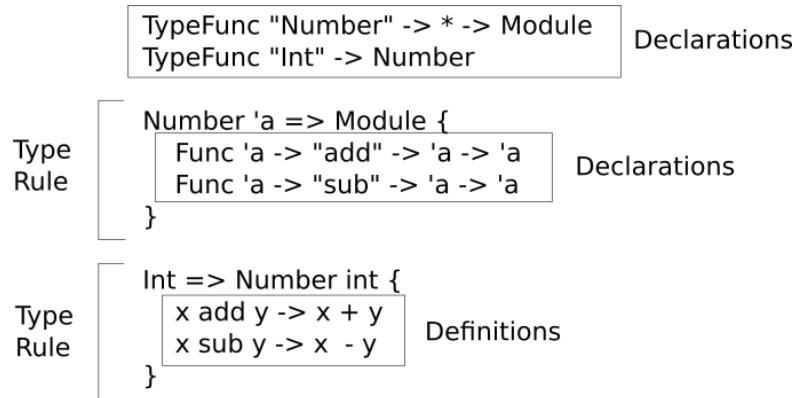 TypeFunc "Number" -> * -> Module
TypeFunc "Int" -> Number
Declarations
Type
Rule
Number 'a => Module {
Func 'a -> "add" -> 'a -> 'a
Func 'a -> "sub" -> 'a -> 'a
}
Declarations
Type
Rule
Int => Number int {
x add y -> x + y
x sub y -> x  - y
}
Definitions